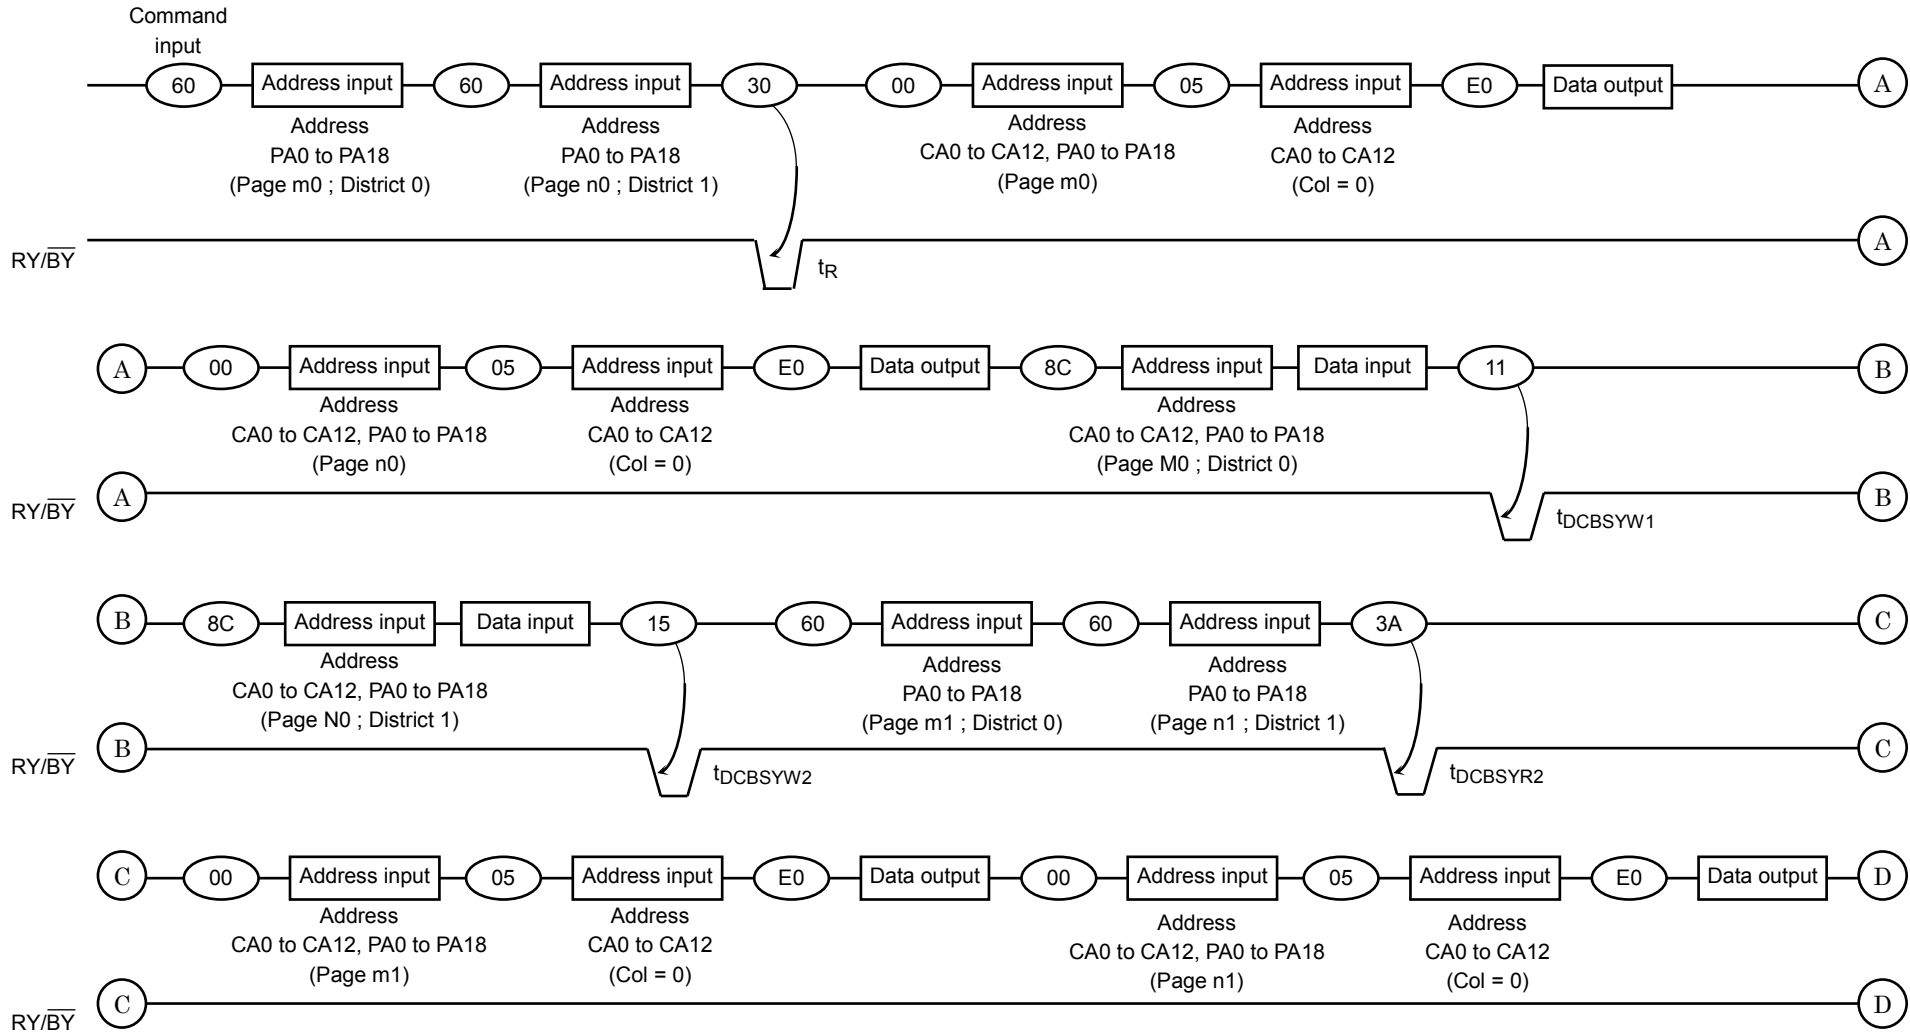 Command
input
60 Address input 60 Address input 30 00 Address input 05 Address input E0 Data output A
Address
PA0 to PA18
(Page m0 ; District 0)
Address
PA0 to PA18
(Page n0 ; District 1)
Address
CA0 to CA12, PA0 to PA18
(Page m0)
Address
CA0 to CA12
(Col = 0)
RY/B̅Y̅ A
tR
A 00 Address input 05 Address input E0 Data output 8C Address input Data input 11 B
Address
CA0 to CA12, PA0 to PA18
(Page n0)
Address
CA0 to CA12
(Col = 0)
Address
CA0 to CA12, PA0 to PA18
(Page M0 ; District 0)
RY/B̅Y̅ A B
tDCBSYW1
B 8C Address input Data input 15 60 Address input 60 Address input 3A C
Address
CA0 to CA12, PA0 to PA18
(Page N0 ; District 1)
Address
PA0 to PA18
(Page m1 ; District 0)
Address
PA0 to PA18
(Page n1 ; District 1)
RY/B̅Y̅ B C
tDCBSYW2 tDCBSYR2
C 00 Address input 05 Address input E0 Data output 00 Address input 05 Address input E0 Data output D
Address
CA0 to CA12, PA0 to PA18
(Page m1)
Address
CA0 to CA12
(Col = 0)
Address
CA0 to CA12, PA0 to PA18
(Page n1)
Address
CA0 to CA12
(Col = 0)
RY/B̅Y̅ C D